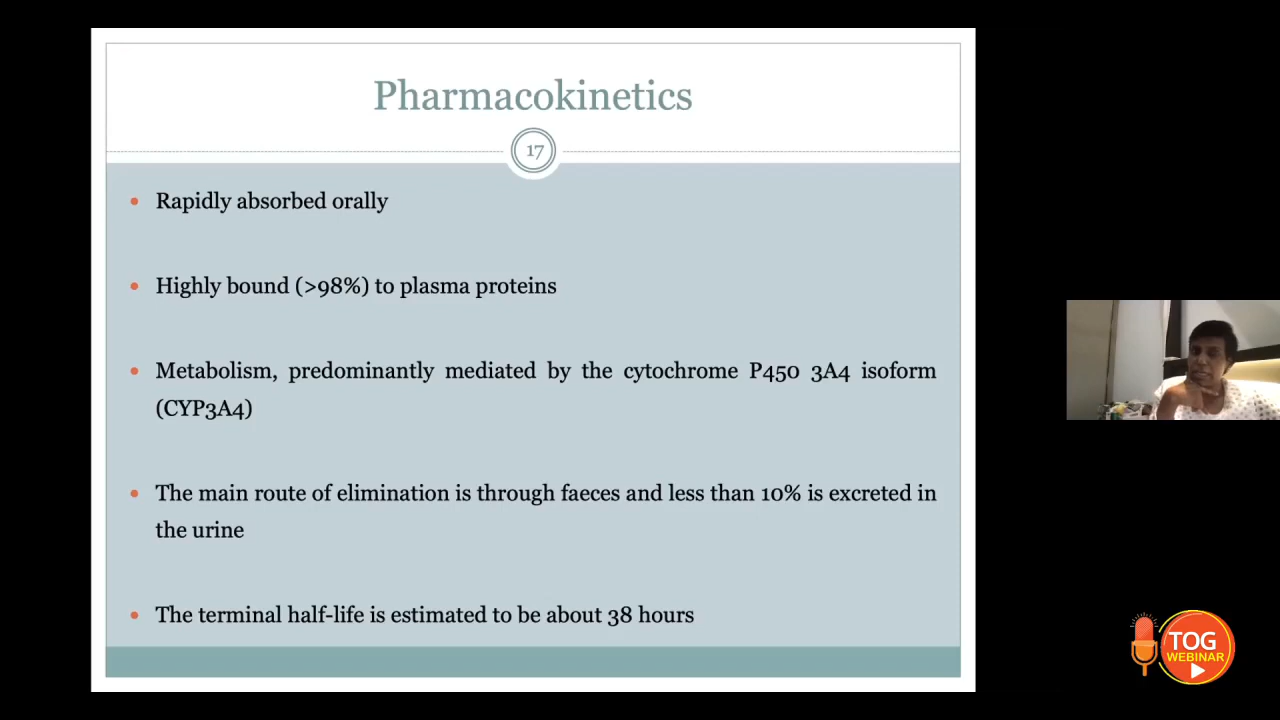 Pharmacokinetics
17
• Rapidly absorbed orally
• Highly bound (>98%) to plasma proteins
• Metabolism, predominantly mediated by the cytochrome P450 3A4 isoform
(CYP3A4)
• The main route of elimination is through faeces and less than 10% is excreted in
the urine
• The terminal half-life is estimated to be about 38 hours
TOG
WEBINAR